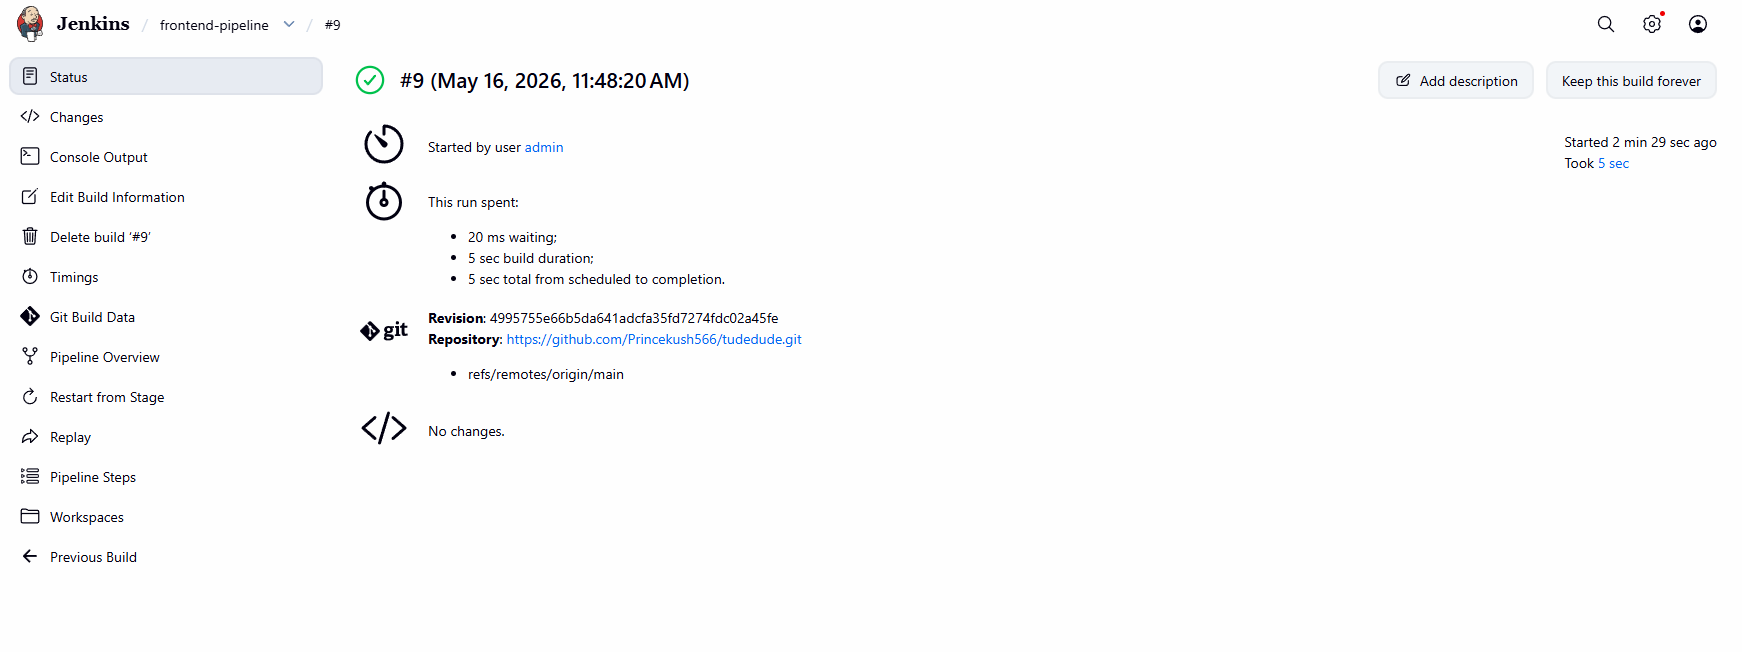 Jenkins / frontend-pipeline / #9
Status
Changes
Console Output
Edit Build Information
Delete build ‘#9’
Timings
Git Build Data
Pipeline Overview
Restart from Stage
Replay
Pipeline Steps
Workspaces
Previous Build
#9 (May 16, 2026, 11:48:20 AM)
Add description
Keep this build forever
Started by user admin
Started 2 min 29 sec ago
Took 5 sec
This run spent:
• 20 ms waiting;
• 5 sec build duration;
• 5 sec total from scheduled to completion.
git
Revision: 4995755e66b5da641adcfa35fd7274fdc02a45fe
Repository: https://github.com/Princekush566/tudedude.git
• refs/remotes/origin/main
No changes.